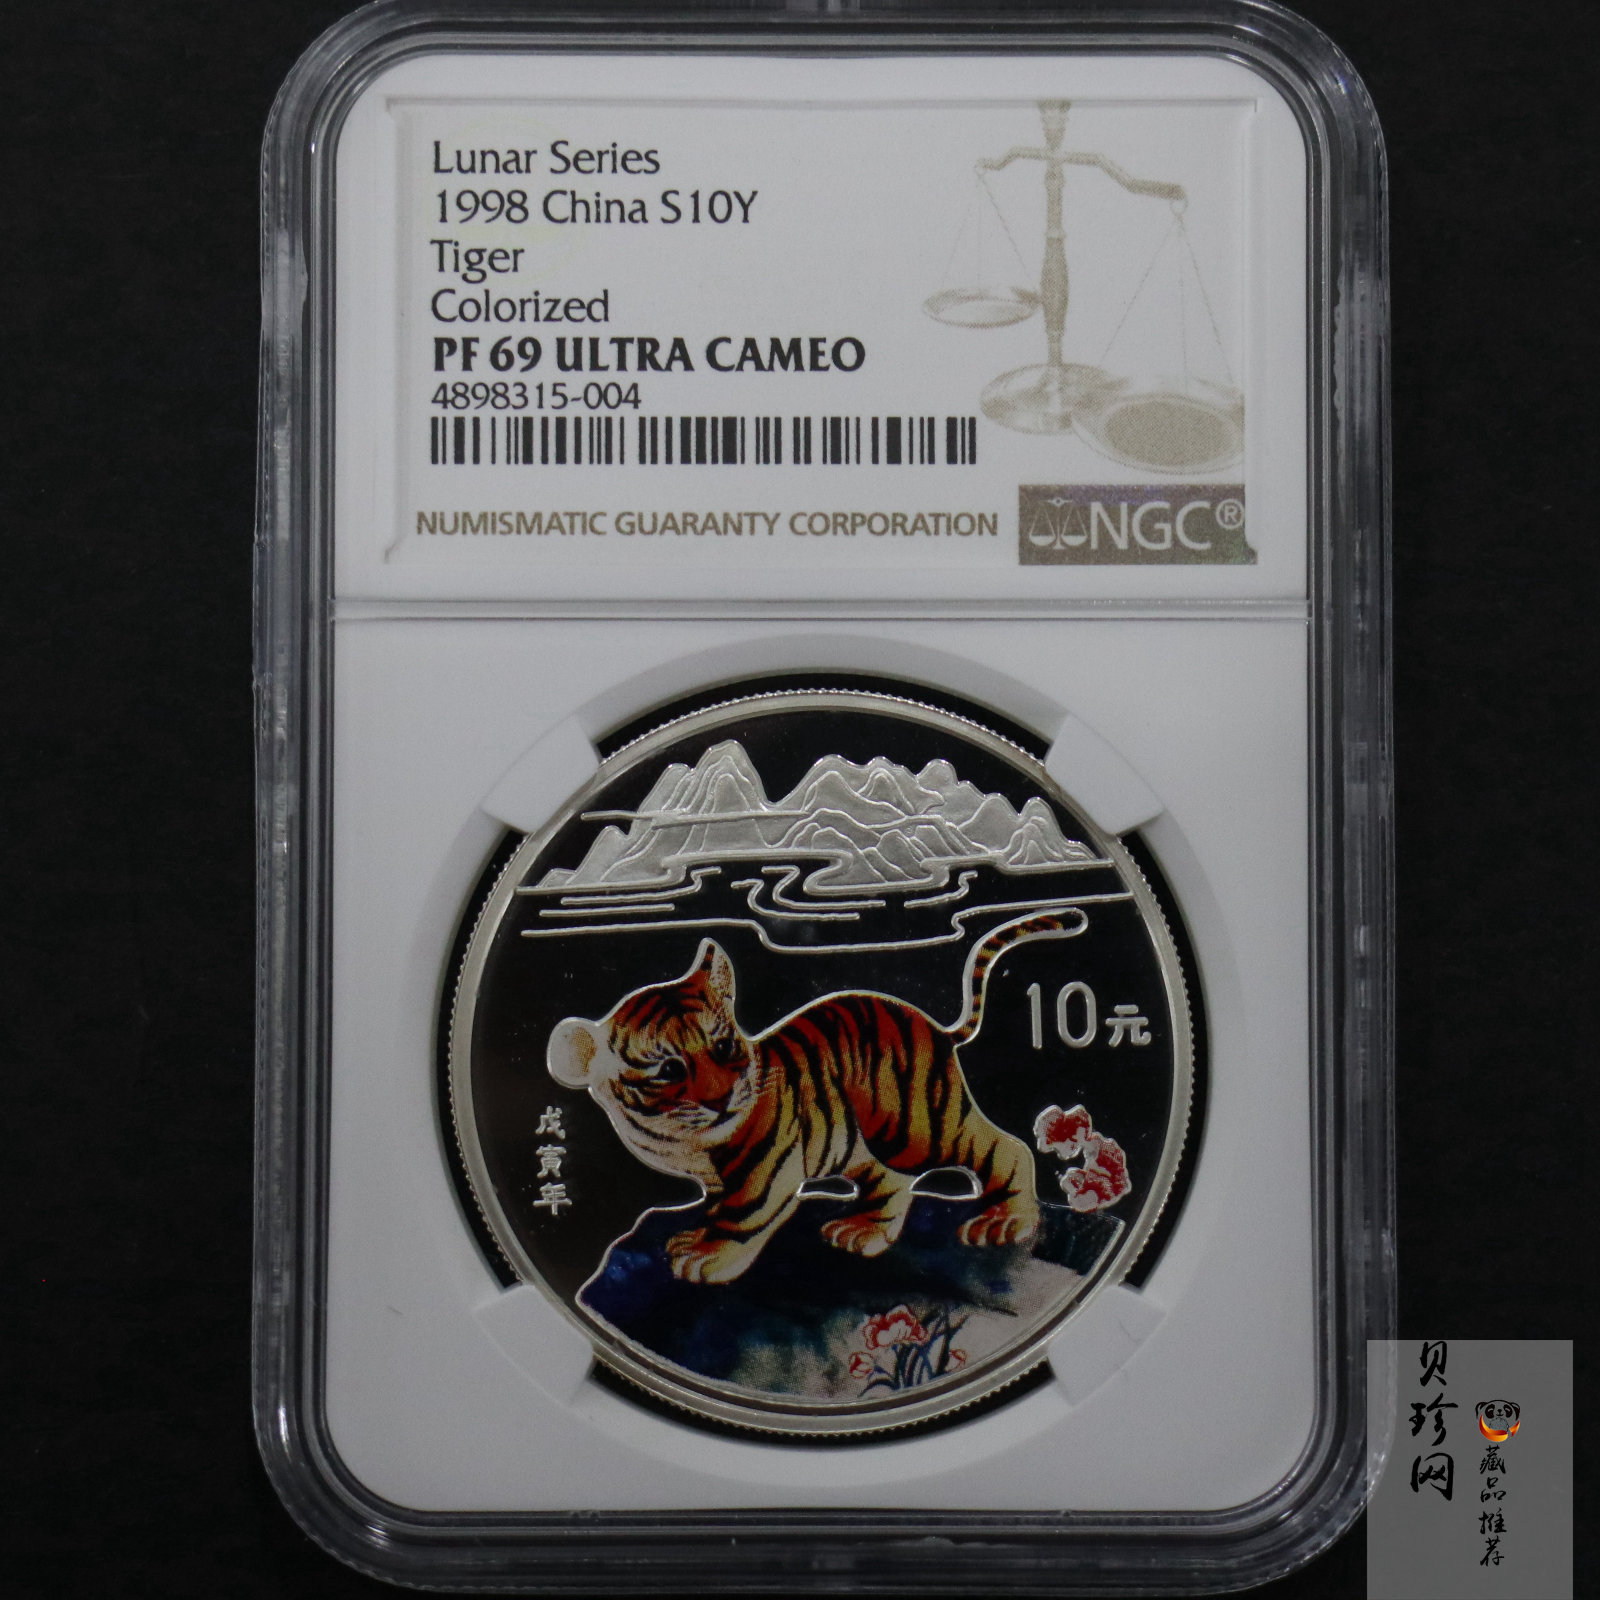 Lunar Series
1998 China S10Y
Tiger
Colorized
PF 69 ULTRA CAMEO
4898315-004
NUMISMATIC GUARANTY CORPORATION
NGC®
10元
戊寅年
贝珍网
藏品推荐